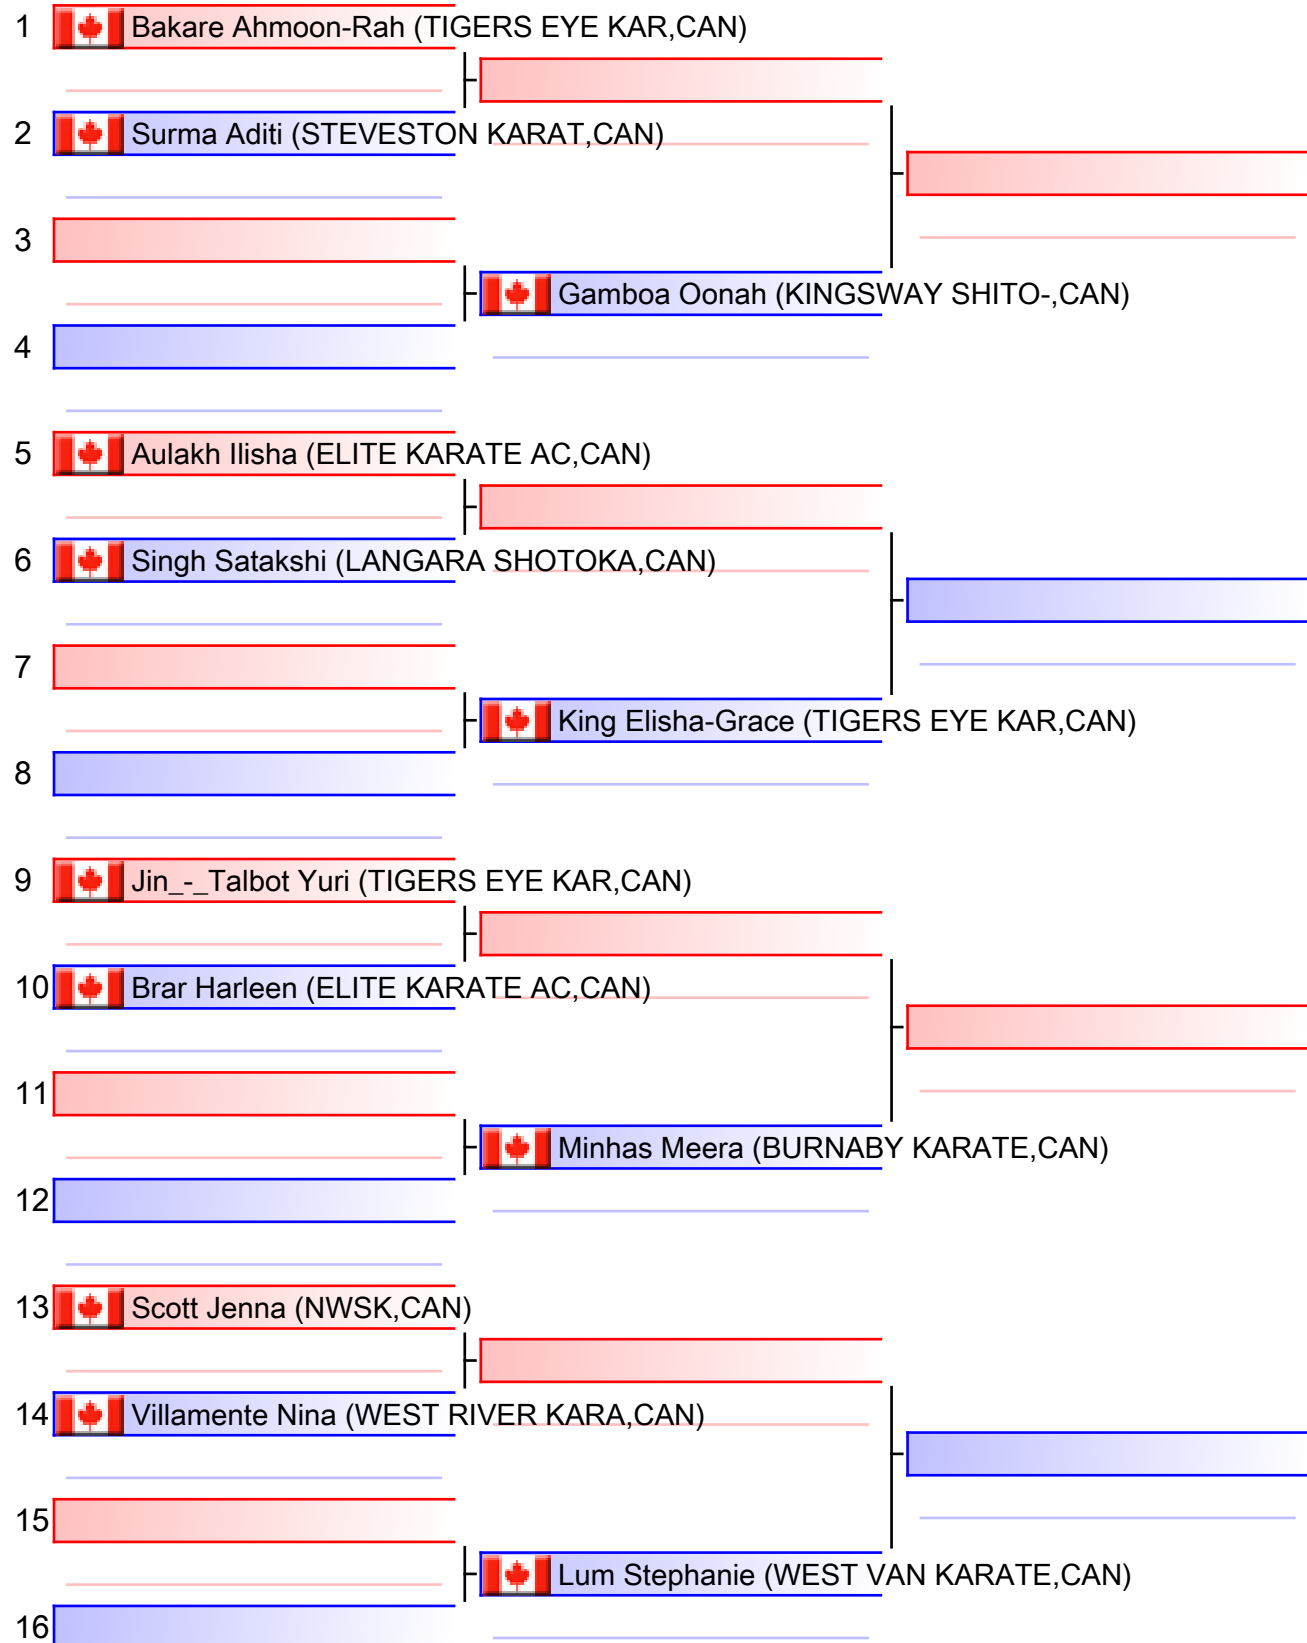 1 Bakare Ahmoon-Rah (TIGERS EYE KAR,CAN)
2 Surma Aditi (STEVESTON KARAT,CAN)
3
Gamboa Oonah (KINGSWAY SHITO-,CAN)
4
5 Aulakh Ilisha (ELITE KARATE AC,CAN)
6 Singh Satakshi (LANGARA SHOTOKA,CAN)
7
King Elisha-Grace (TIGERS EYE KAR,CAN)
8
9 Jin_-_Talbot Yuri (TIGERS EYE KAR,CAN)
10 Brar Harleen (ELITE KARATE AC,CAN)
11
Minhas Meera (BURNABY KARATE,CAN)
12
13 Scott Jenna (NWSK,CAN)
14 Villamente Nina (WEST RIVER KARA,CAN)
15
Lum Stephanie (WEST VAN KARATE,CAN)
16